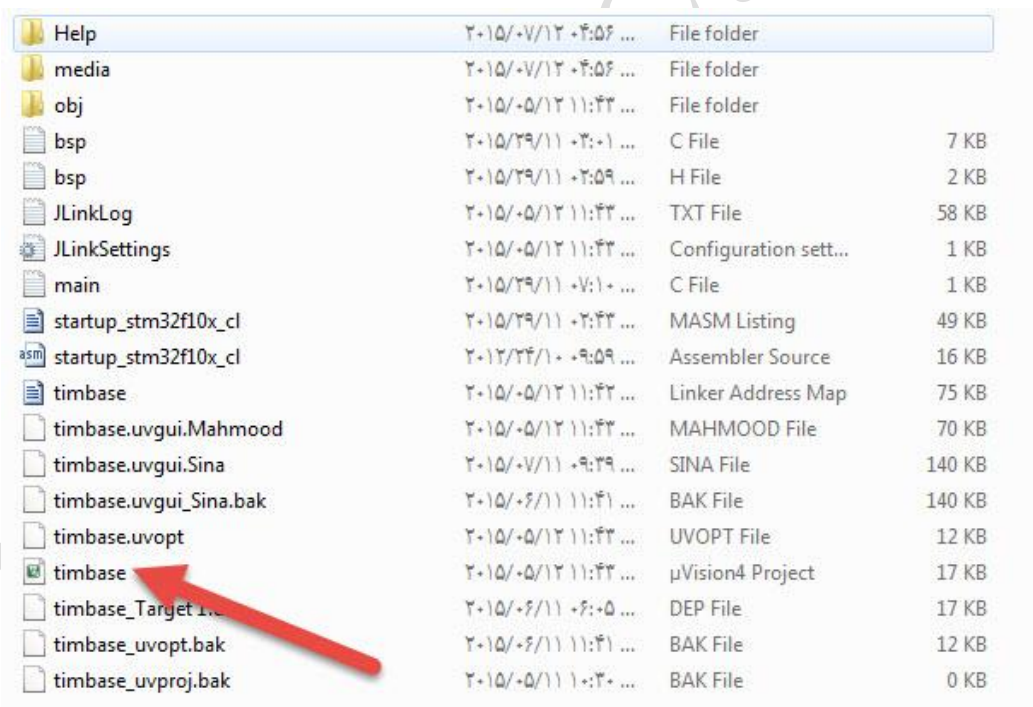 Help ۲۰۱۵/۰۷/۱۲ ۰۴:۵۶ ... File folder
media ۲۰۱۵/۰۷/۱۲ ۰۴:۵۶ ... File folder
obj ۲۰۱۵/۰۵/۱۲ ۱۱:۴۳ ... File folder
bsp ۲۰۱۵/۲۹/۱۱ ۰۳:۰۱ ... C File 7 KB
bsp ۲۰۱۵/۲۹/۱۱ ۰۲:۵۹ ... H File 2 KB
JLinkLog ۲۰۱۵/۰۵/۱۲ ۱۱:۴۳ ... TXT File 58 KB
JLinkSettings ۲۰۱۵/۰۵/۱۲ ۱۱:۴۳ ... Configuration sett... 1 KB
main ۲۰۱۵/۲۹/۱۱ ۰۷:۱۰ ... C File 1 KB
startup_stm32f10x_cl ۲۰۱۵/۲۹/۱۱ ۰۲:۴۳ ... MASM Listing 49 KB
asm startup_stm32f10x_cl ۲۰۱۲/۲۴/۱۰ ۰۹:۵۹ ... Assembler Source 16 KB
timbase ۲۰۱۵/۰۵/۱۲ ۱۱:۴۲ ... Linker Address Map 75 KB
timbase.uvgui.Mahmood ۲۰۱۵/۰۵/۱۲ ۱۱:۴۳ ... MAHMOOD File 70 KB
timbase.uvgui.Sina ۲۰۱۵/۰۷/۱۱ ۰۹:۳۹ ... SINA File 140 KB
timbase.uvgui_Sina.bak ۲۰۱۵/۰۶/۱۱ ۱۱:۴۱ ... BAK File 140 KB
timbase.uvopt ۲۰۱۵/۰۵/۱۲ ۱۱:۴۳ ... UVOPT File 12 KB
timbase ۲۰۱۵/۰۵/۱۲ ۱۱:۴۳ ... µVision4 Project 17 KB
timbase_Target ۲۰۱۵/۰۶/۱۱ ۰۶:۰۵ ... DEP File 17 KB
timbase_uvopt.bak ۲۰۱۵/۰۶/۱۱ ۱۱:۴۱ ... BAK File 12 KB
timbase_uvproj.bak ۲۰۱۵/۰۵/۱۱ ۱۰:۳۰ ... BAK File 0 KB